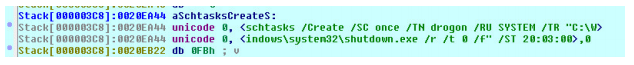 Stack[000003C8]:0020EA44 aSchtasksCreateS:
Stack[000003C8]:0020EA44 unicode 0, <schtasks /Create /SC once /TN drogon /RU SYSTEM /TR "C:\W>
Stack[000003C8]:0020EA44 unicode 0, <indows\system32\shutdown.exe /r /t 0 /f" /ST 20:03:00>,0
Stack[000003C8]:0020EB22 db 0FBh ; v